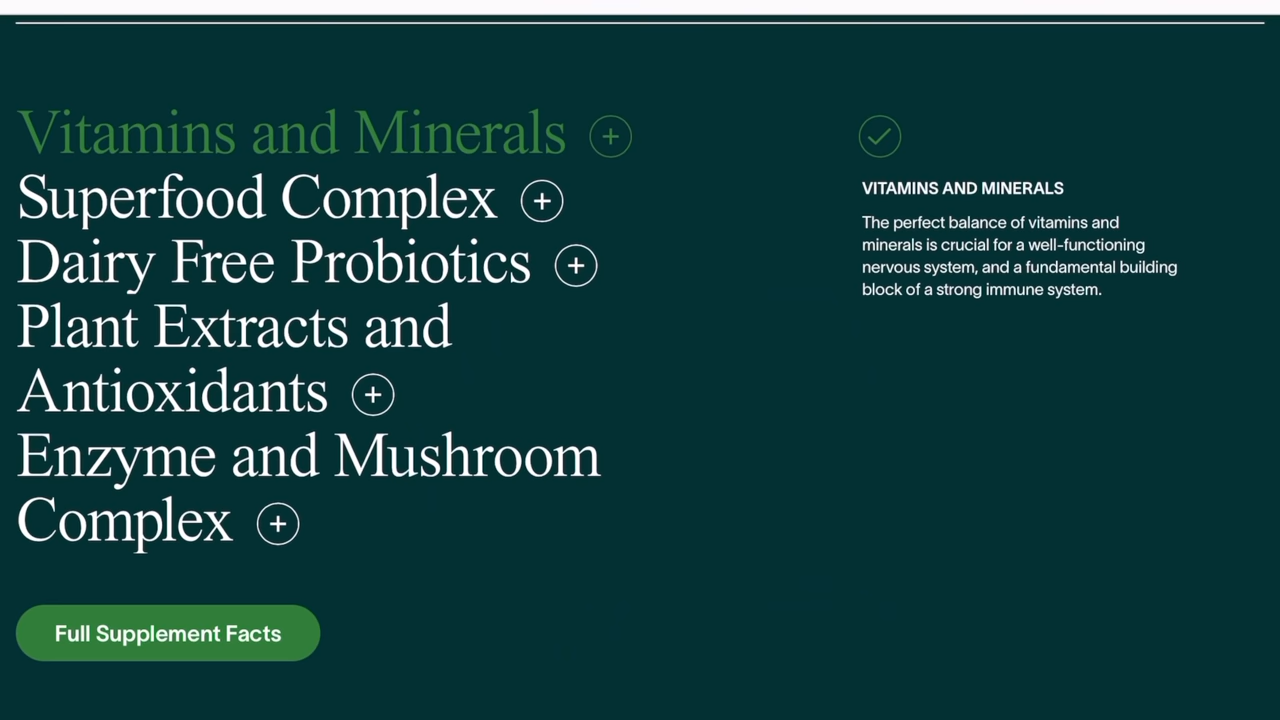 Vitamins and Minerals
Superfood Complex
Dairy Free Probiotics
Plant Extracts and
Antioxidants
Enzyme and Mushroom
Complex
Full Supplement Facts
VITAMINS AND MINERALS
The perfect balance of vitamins and
minerals is crucial for a well-functioning
nervous system, and a fundamental building
block of a strong immune system.